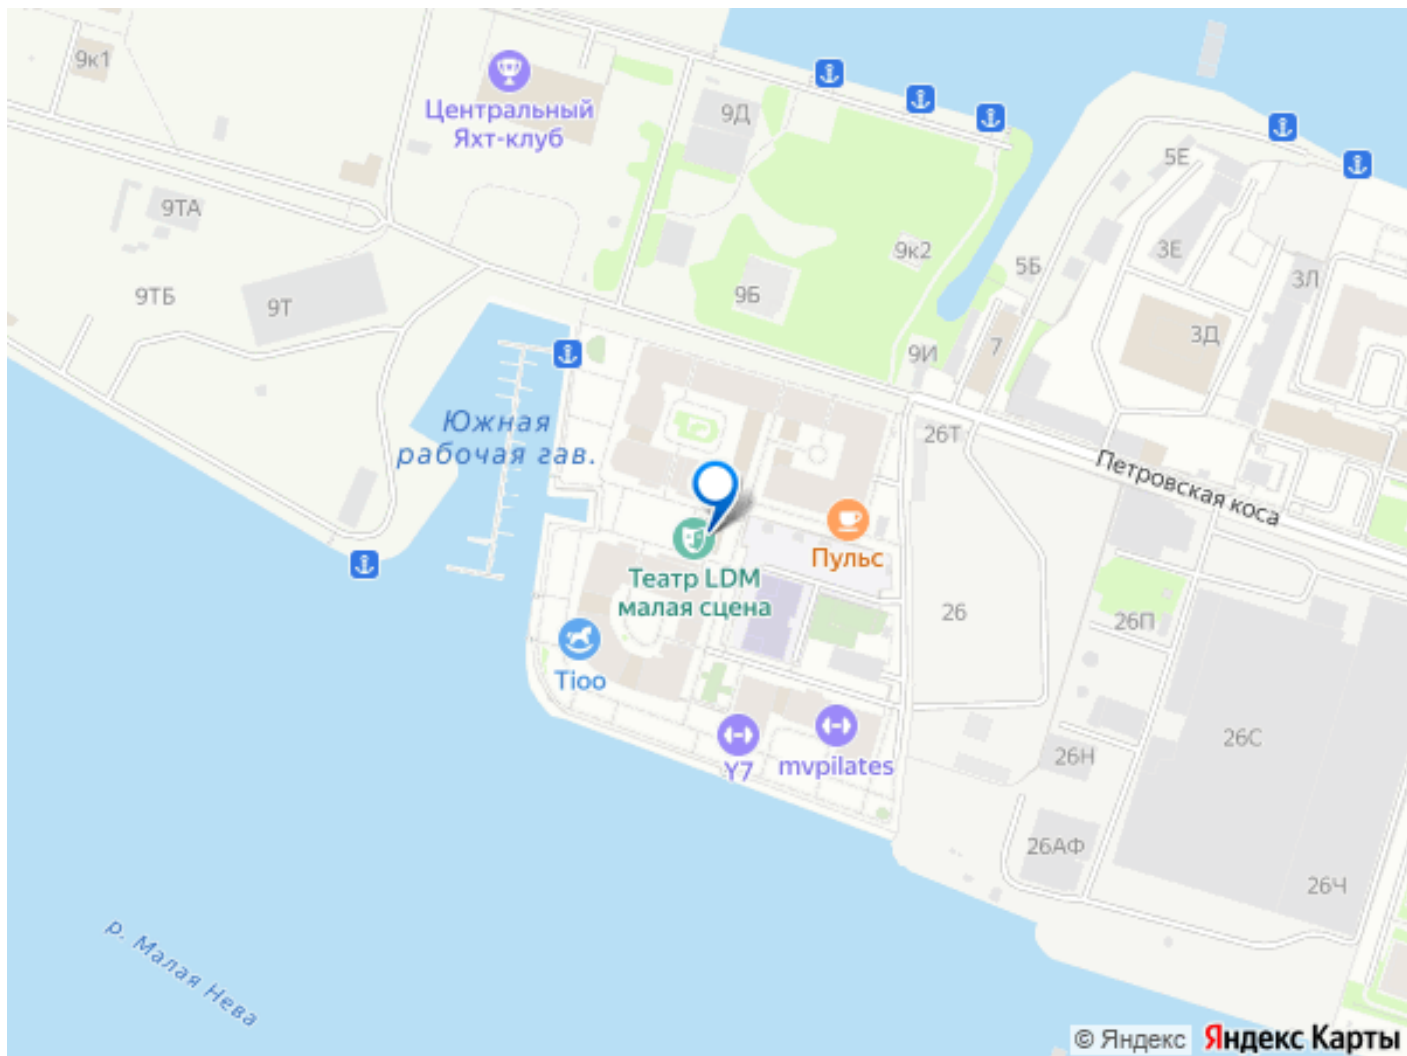 9к1
Центральный
Яхт-клуб
9Д
5Е
9ТА
9к2
3Е
5Б
3Л
9ТБ
9Т
9Б
3Д
9И
7
Южная
рабочая гав.
26Т
Петровская коса
Пульс
Театр LDM
малая сцена
26
26П
Tioo
26С
Y7
mvpilates
26Н
26АФ
26Ч
р. Малая Нева
© Яндекс Яндекс Карты